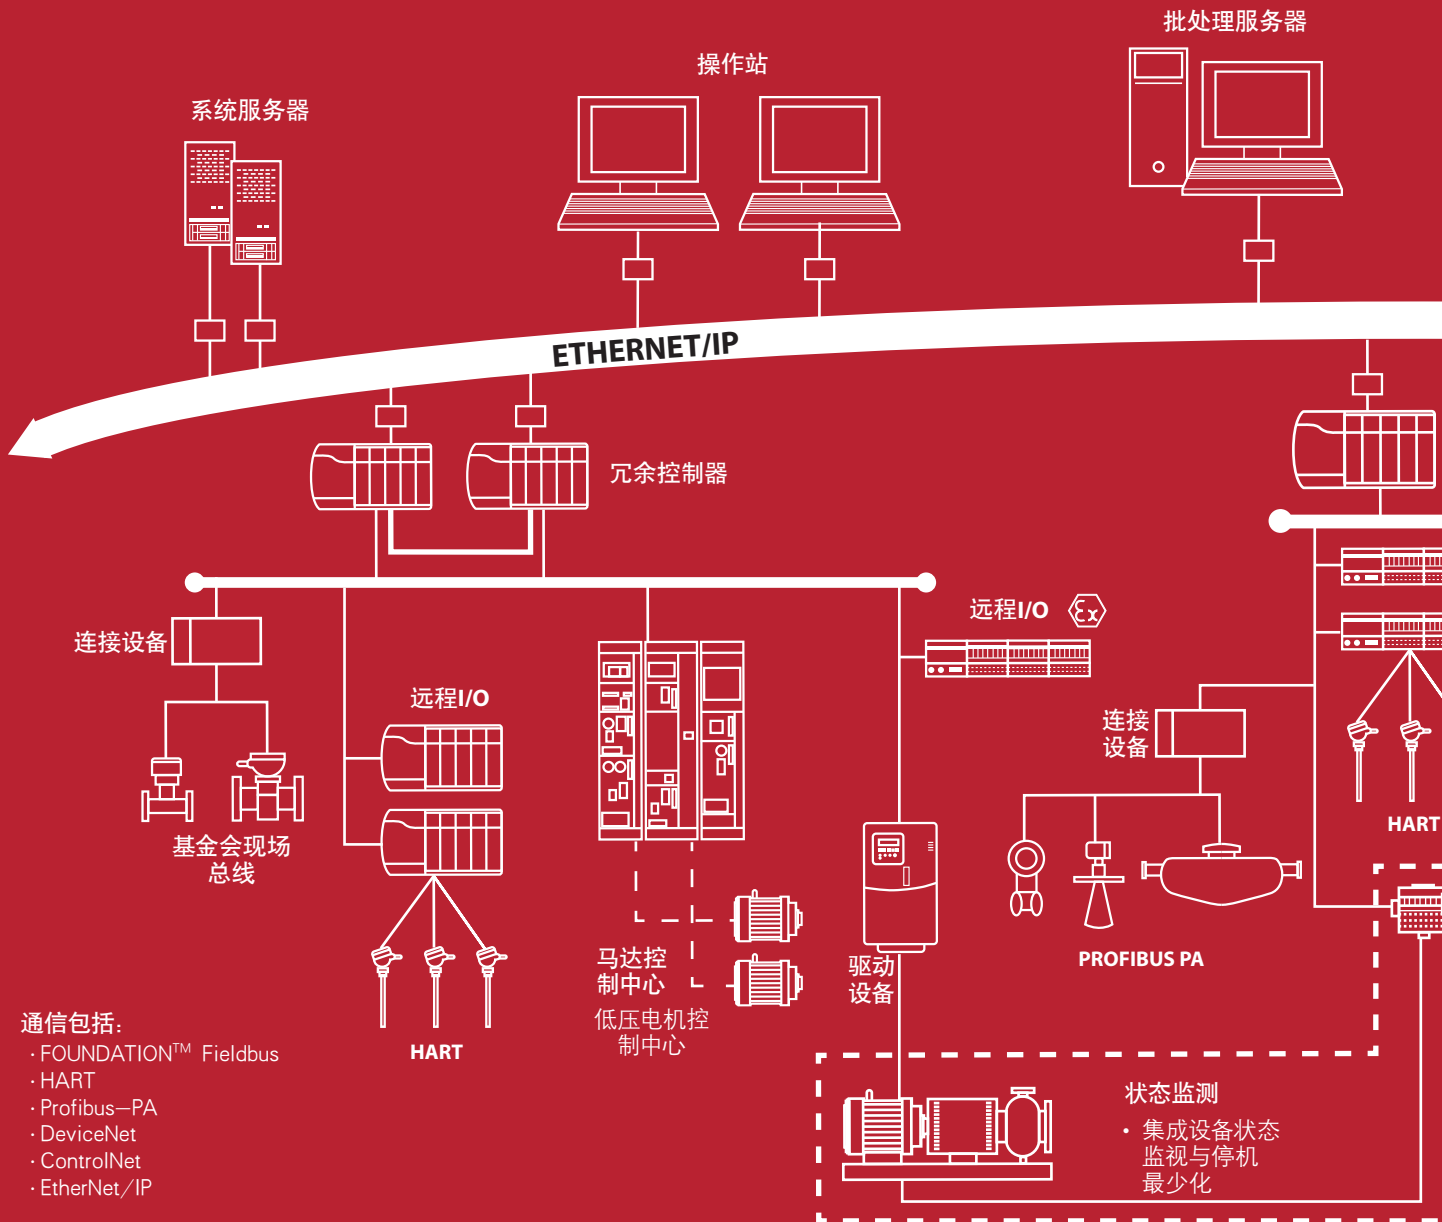 批处理服务器
操作站
系统服务器
ETHERNET/IP
冗余控制器
远程I/O
Ex
连接设备
远程I/O
连接
设备
HART
基金会现场
总线
PROFIBUS PA
马达控
制中心
驱动
设备
低压电机控
制中心
HART
通信包括:
·FOUNDATION™ Fieldbus
·HART
·Profibus–PA
·DeviceNet
·ControlNet
·EtherNet/IP
状态监测
• 集成设备状态
监视与停机
最少化